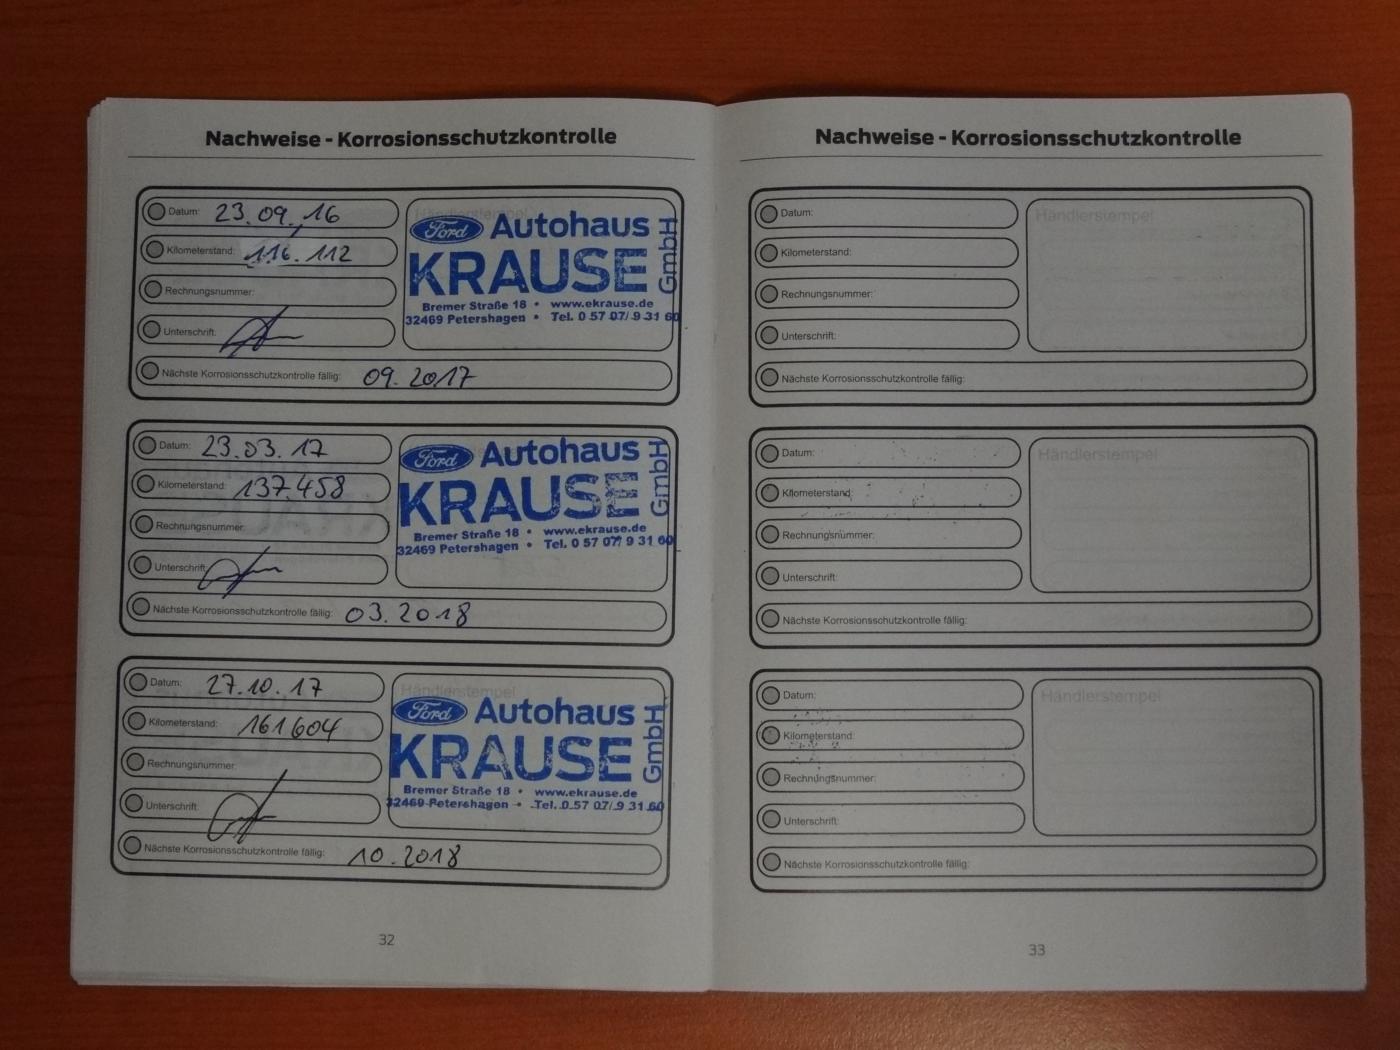 Nachweise - Korrosionsschutzkontrolle
Datum: 23.09.16
Kilometerstand: 116.112
Rechnungsnummer:
Unterschrift:
Nächste Korrosionsschutzkontrolle fällig: 09.2017
Händlerstempel
Ford Autohaus
KRAUSE GmbH
Bremer Straße 18 • www.ekrause.de
32469 Petershagen • Tel. 0 57 07/ 9 31 60
Datum: 23.03.17
Kilometerstand: 137.458
Rechnungsnummer:
Unterschrift:
Nächste Korrosionsschutzkontrolle fällig: 03.2018
Ford Autohaus
KRAUSE GmbH
Bremer Straße 18 • www.ekrause.de
32469 Petershagen • Tel. 0 57 07/ 9 31 60
Datum: 27.10.17
Kilometerstand: 161604
Rechnungsnummer:
Unterschrift:
Nächste Korrosionsschutzkontrolle fällig: 10.2018
Händlerstempel
Ford Autohaus
KRAUSE GmbH
Bremer Straße 18 • www.ekrause.de
32469 Petershagen • Tel. 0 57 07/ 9 31 60
32
Nachweise - Korrosionsschutzkontrolle
Datum:
Kilometerstand:
Rechnungsnummer:
Unterschrift:
Nächste Korrosionsschutzkontrolle fällig:
Händlerstempel
Datum:
Kilometerstand:
Rechnungsnummer:
Unterschrift:
Nächste Korrosionsschutzkontrolle fällig:
Händlerstempel
Datum:
Kilometerstand:
Rechnungsnummer:
Unterschrift:
Nächste Korrosionsschutzkontrolle fällig:
Händlerstempel
33